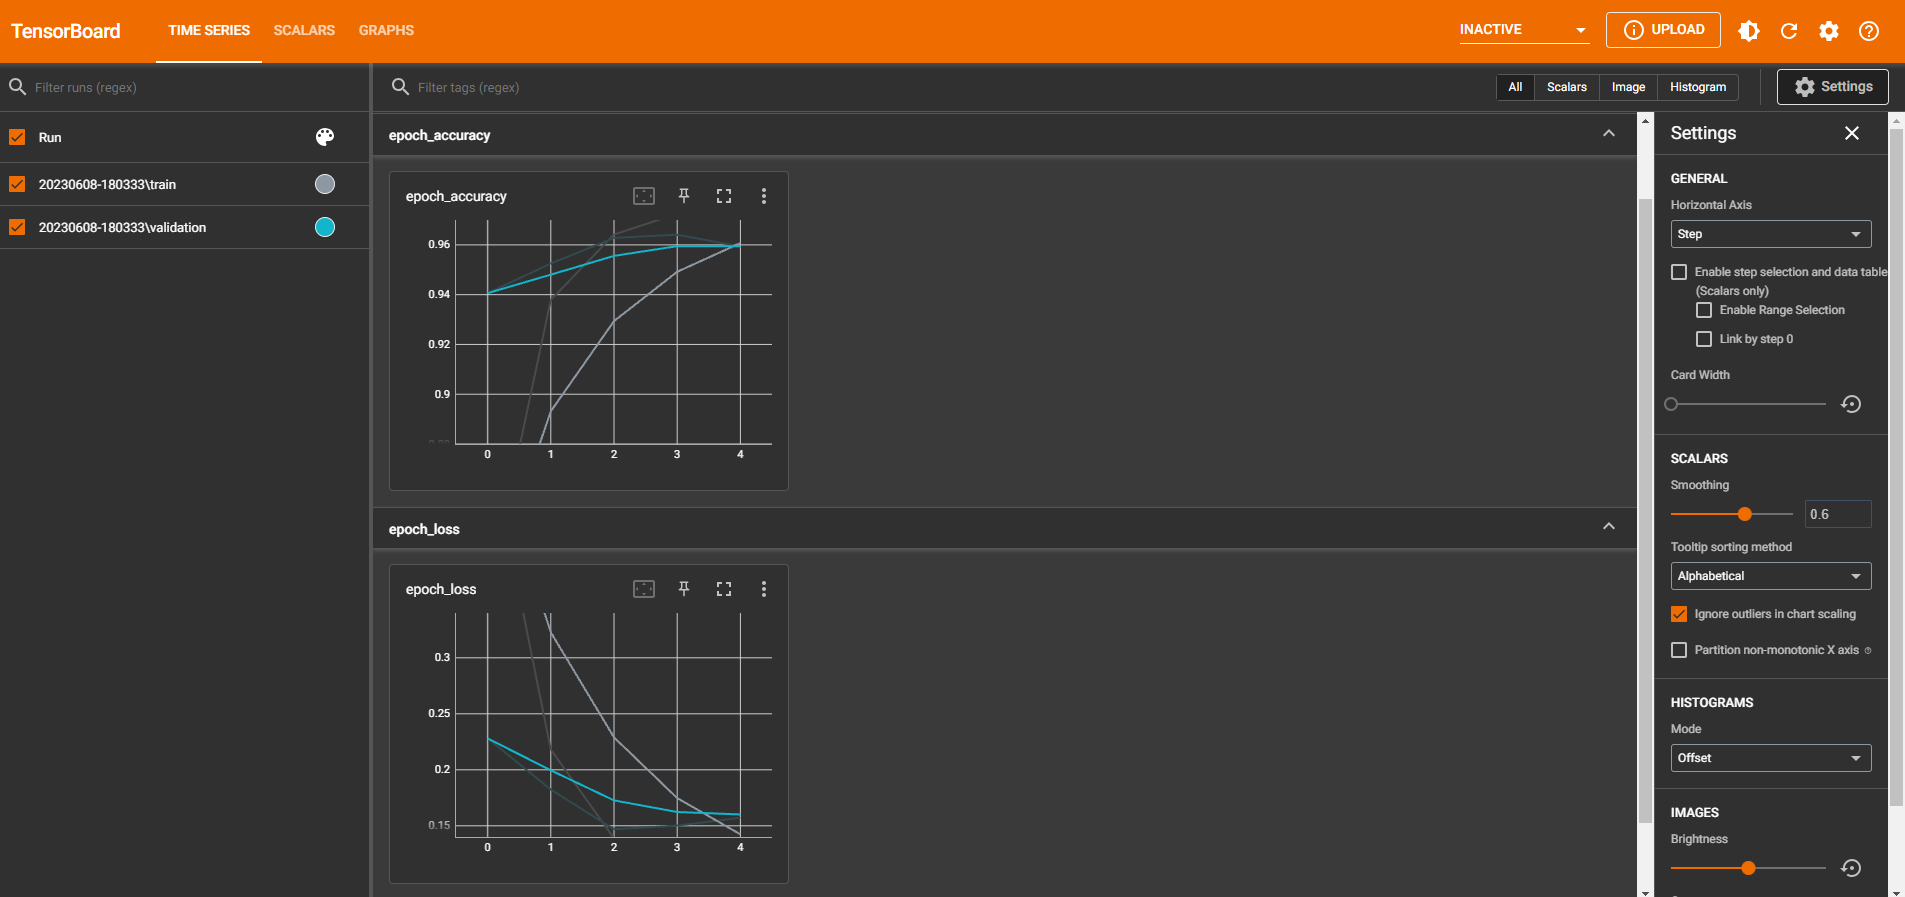 TensorBoard
TIME SERIES
SCALARS
GRAPHS
INACTIVE
UPLOAD
Filter runs (regex)
Filter tags (regex)
All
Scalars
Image
Histogram
Settings
Run
20230608-180333\train
20230608-180333\validation
epoch_accuracy
epoch_accuracy
0.96
0.94
0.92
0.9
0 1 2 3 4
epoch_loss
epoch_loss
0.3
0.25
0.2
0.15
0 1 2 3 4
Settings
GENERAL
Horizontal Axis
Step
Enable step selection and data table
(Scalars only)
Enable Range Selection
Link by step 0
Card Width
SCALARS
Smoothing
0.6
Tooltip sorting method
Alphabetical
Ignore outliers in chart scaling
Partition non-monotonic X axis
HISTOGRAMS
Mode
Offset
IMAGES
Brightness